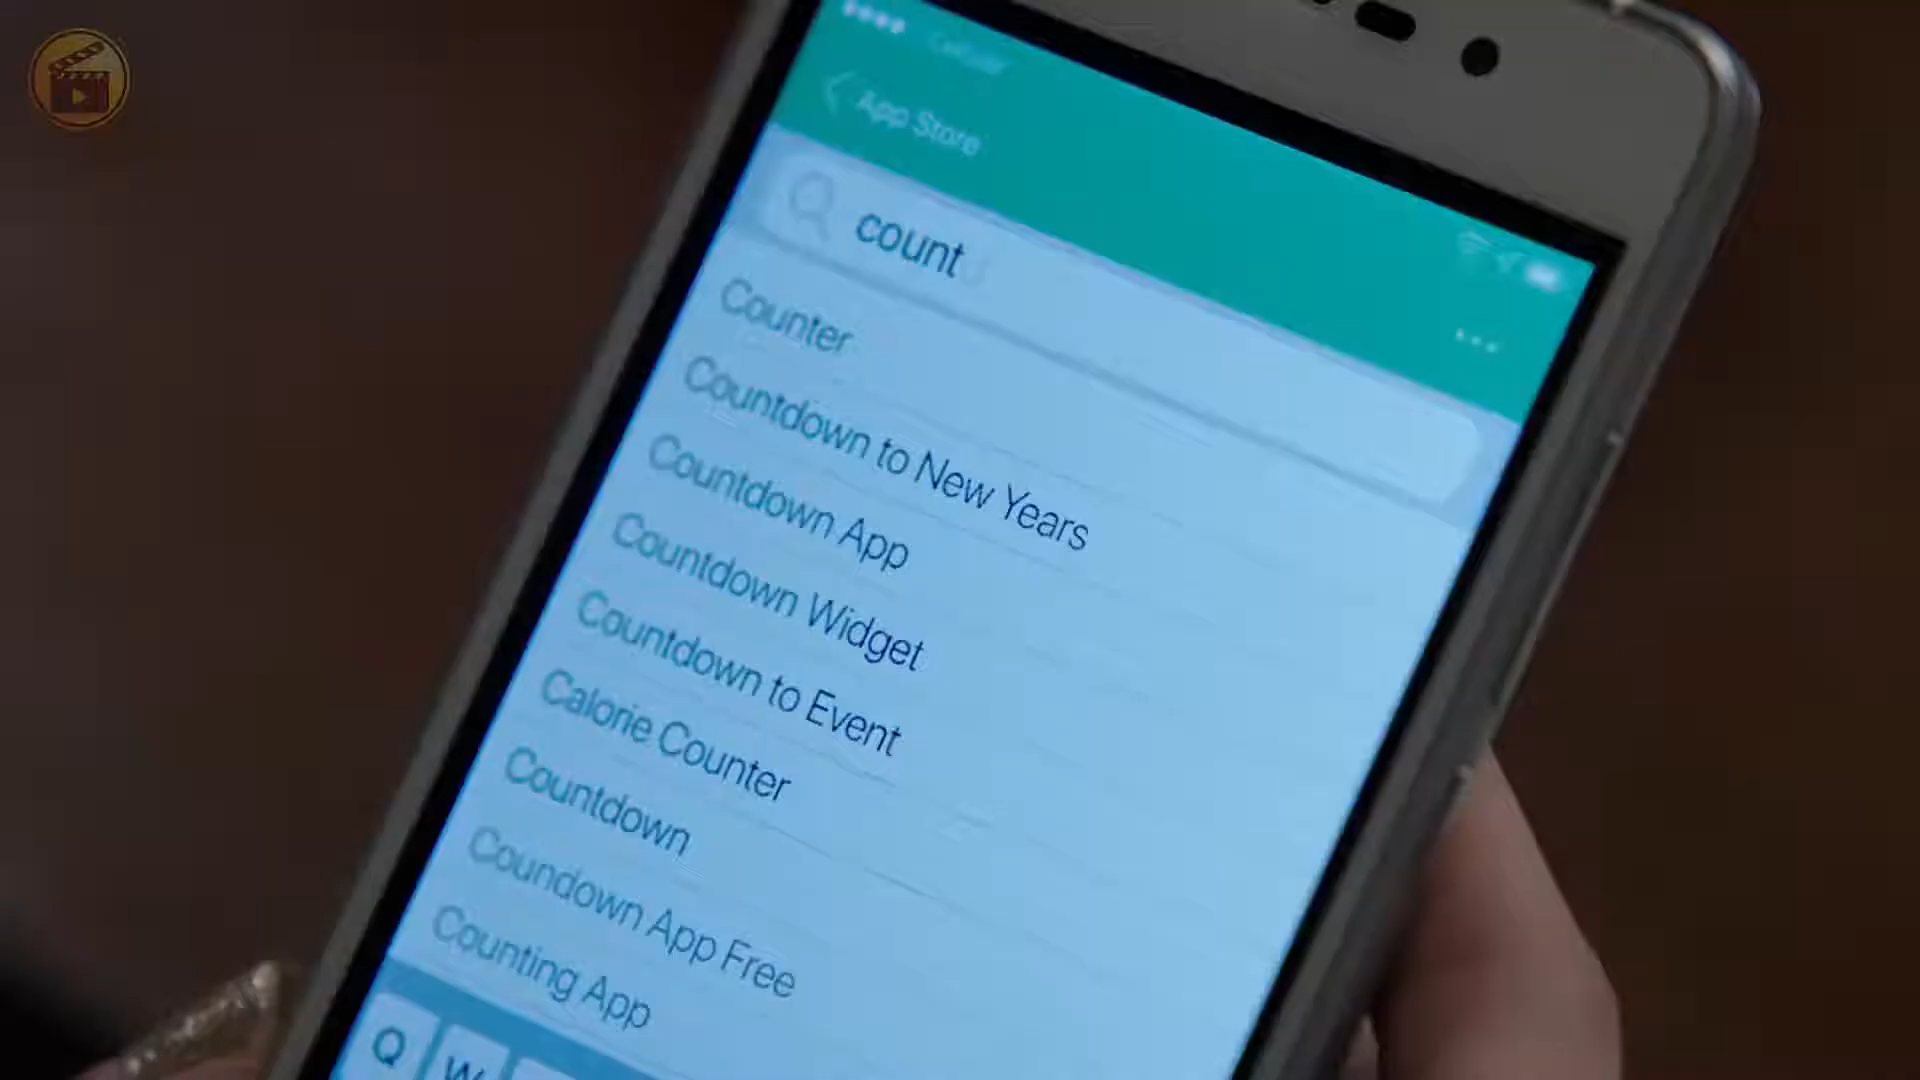 App Store
count
Counter
Countdown to New Years
Countdown App
Countdown Widget
Countdown to Event
Calorie Counter
Countdown
Coundown App Free
Counting App
Q W